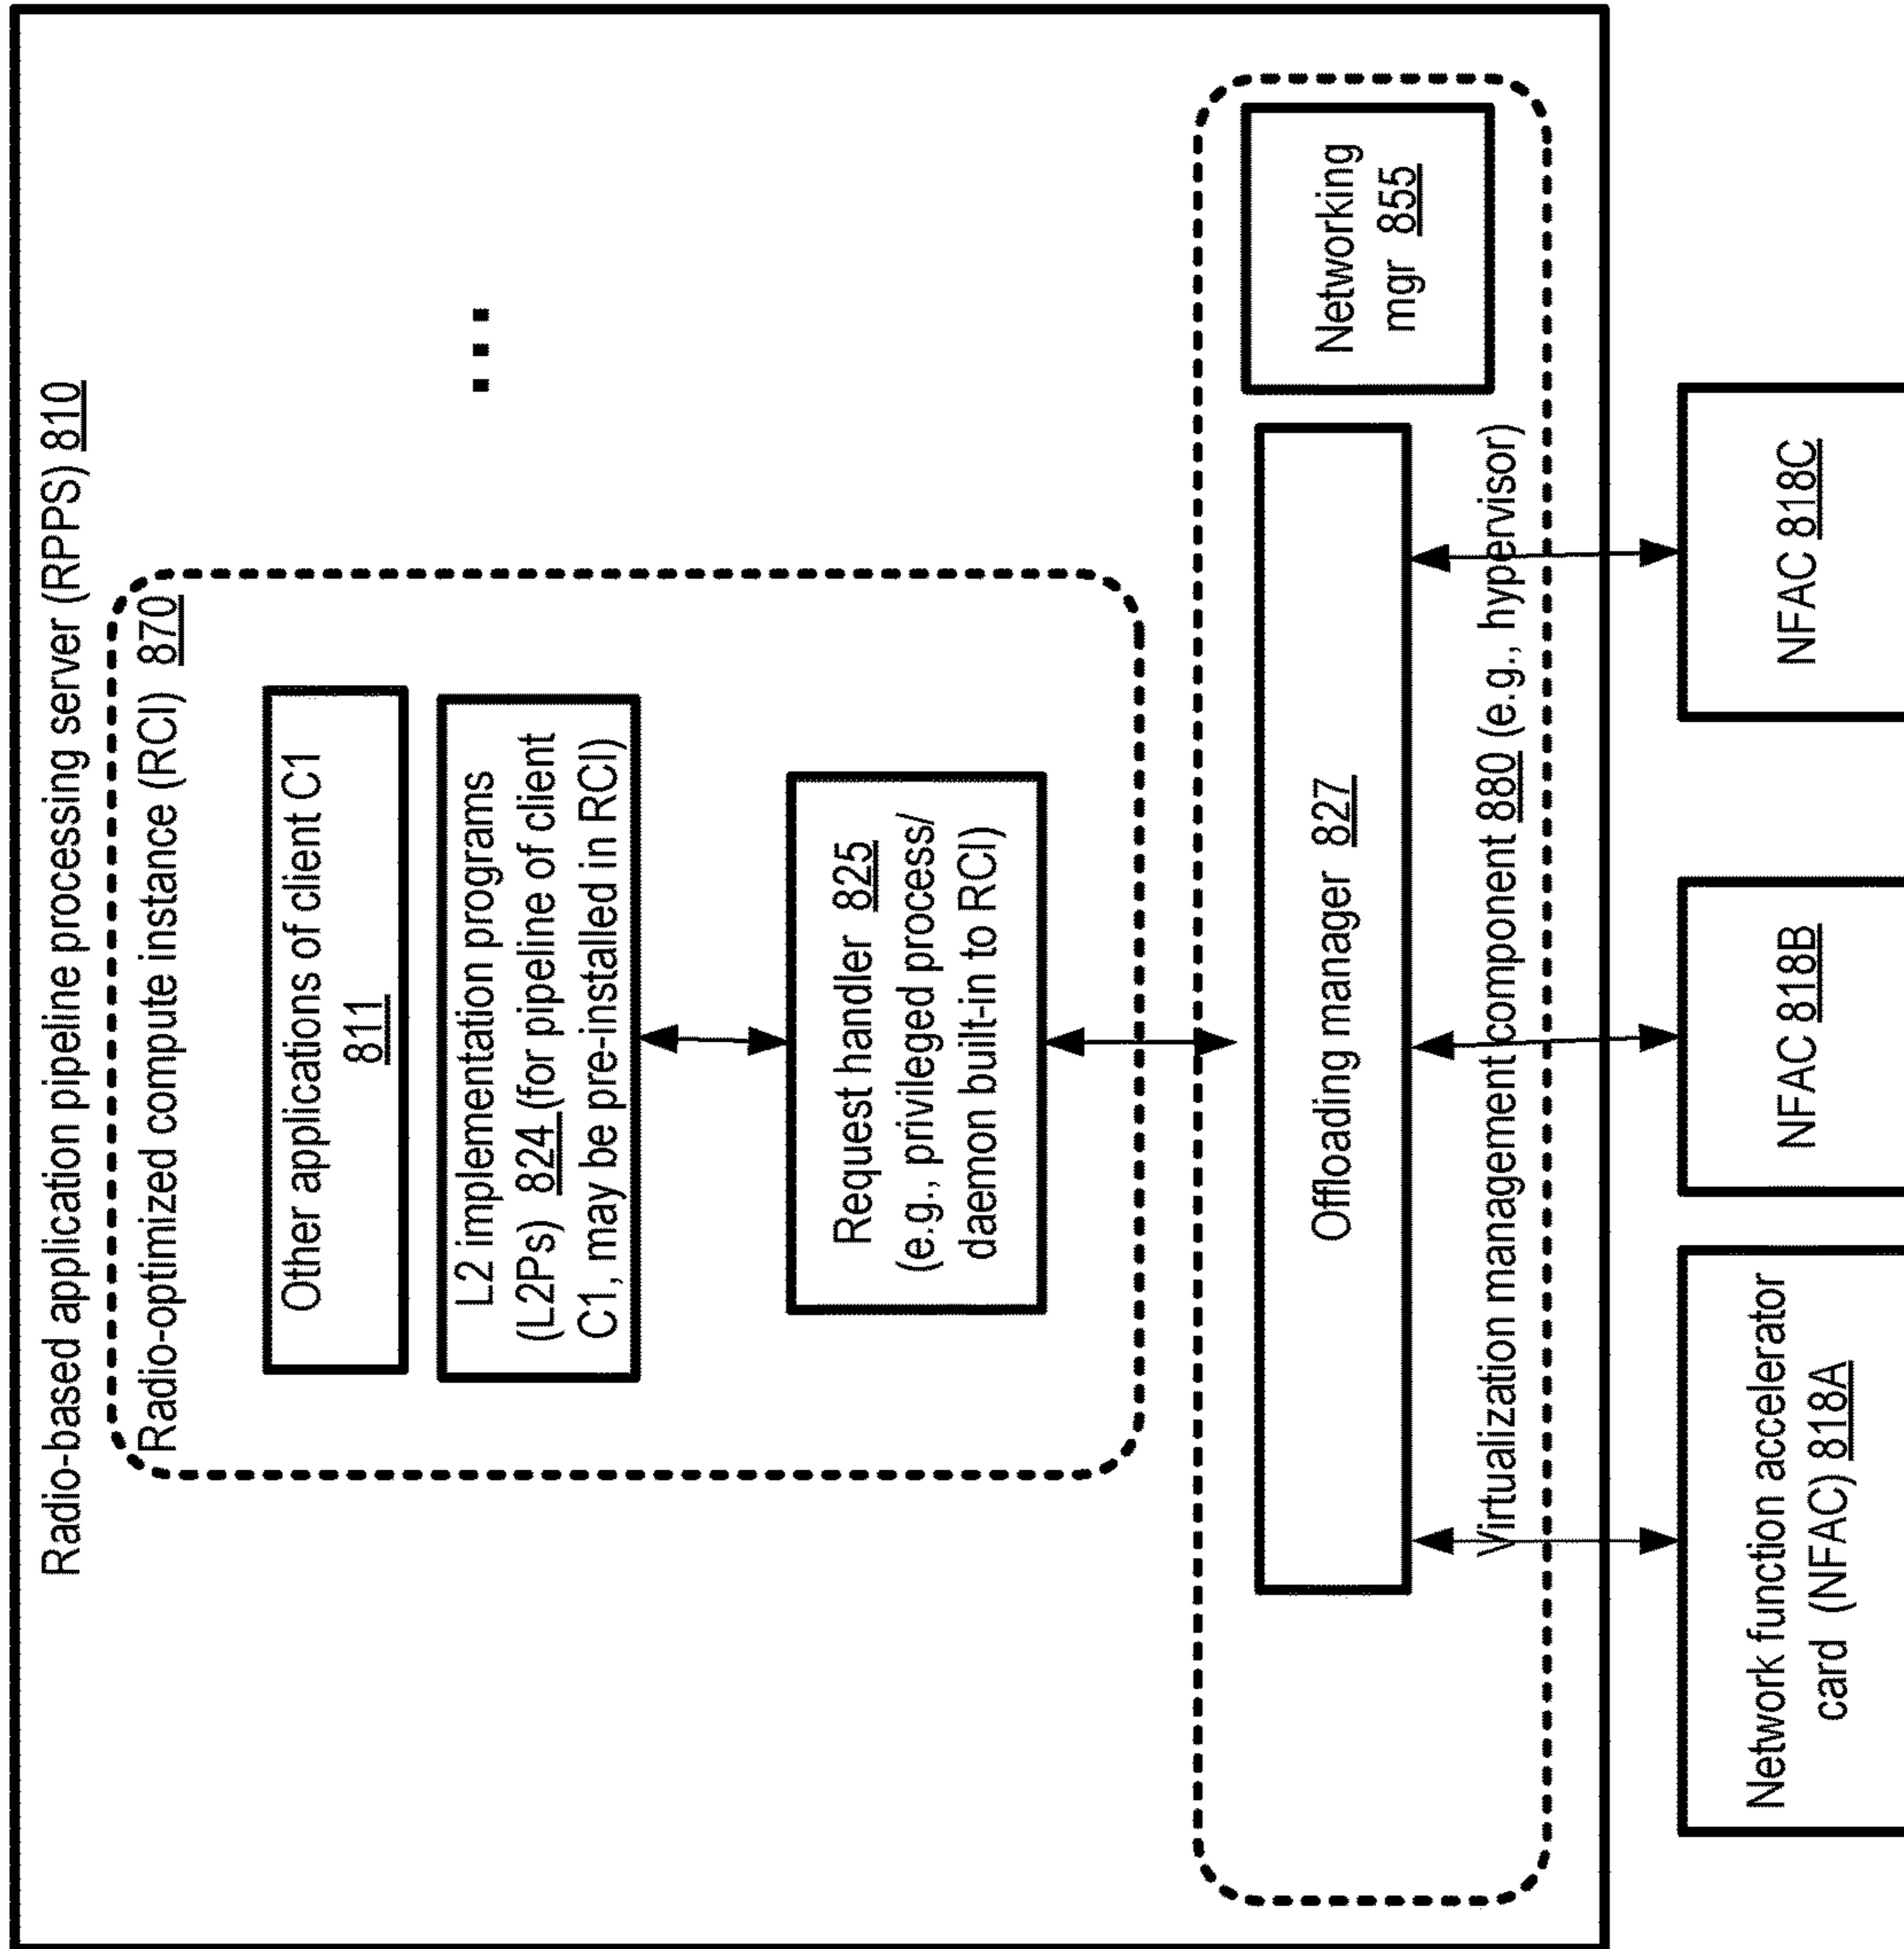 Radio-based application pipeline processing server (RPPS) 810
Radio-optimized compute instance (RCI) 870
Other applications of client C1
811
L2 implementation programs
(L2Ps) 824 (for pipeline of client
C1, may be pre-installed in RCI)
Request handler 825
(e.g., privileged process/
daemon built-in to RCI)
...
Offloading manager 827
Networking
mgr 855
Virtualization management component 880 (e.g., hypervisor)
Network function accelerator
card (NFAC) 818A
NFAC 818B
NFAC 818C